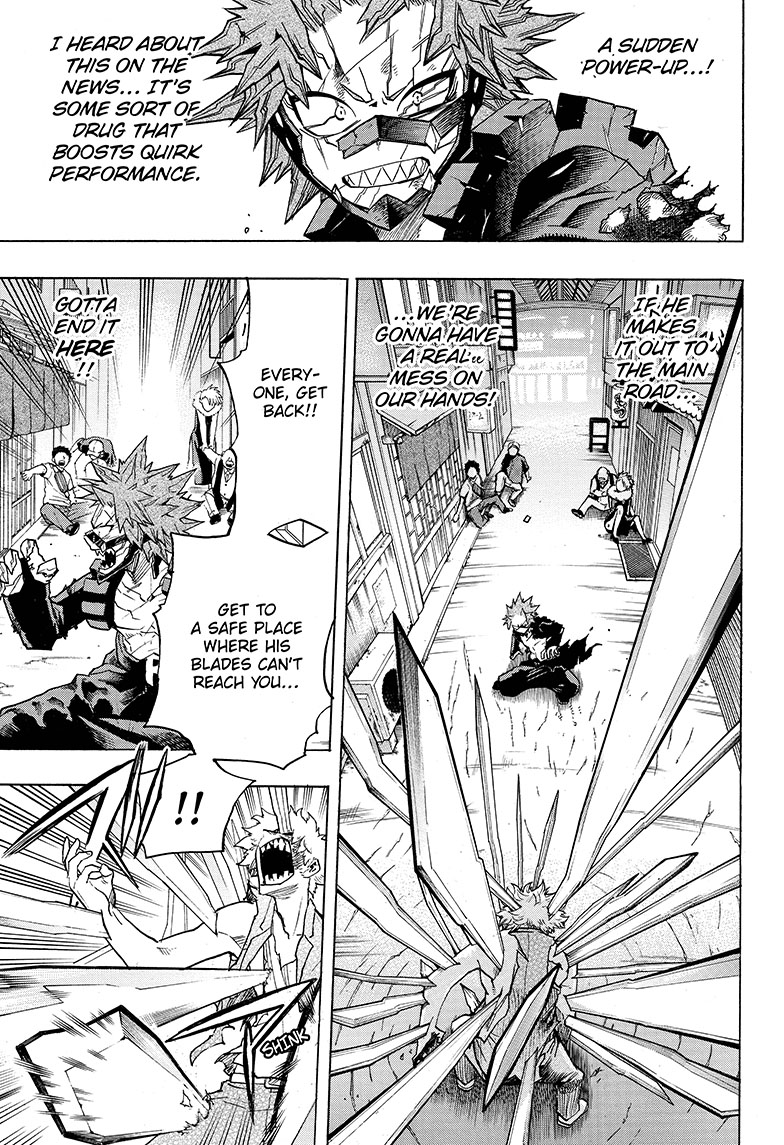 A SUDDEN
POWER-UP...!
I HEARD ABOUT
THIS ON THE
NEWS... IT'S
SOME SORT OF
DRUG THAT
BOOSTS QUIRK
PERFORMANCE.
IF HE
MAKES
IT OUT TO
THE MAIN
ROAD...
...WE'RE
GONNA HAVE
A REAL
MESS ON
OUR HANDS!
EVERY-
ONE, GET
BACK!!
GET TO
A SAFE PLACE
WHERE HIS
BLADES CAN'T
REACH YOU...
GOTTA
END IT
HERE
!!
!!
SHINK